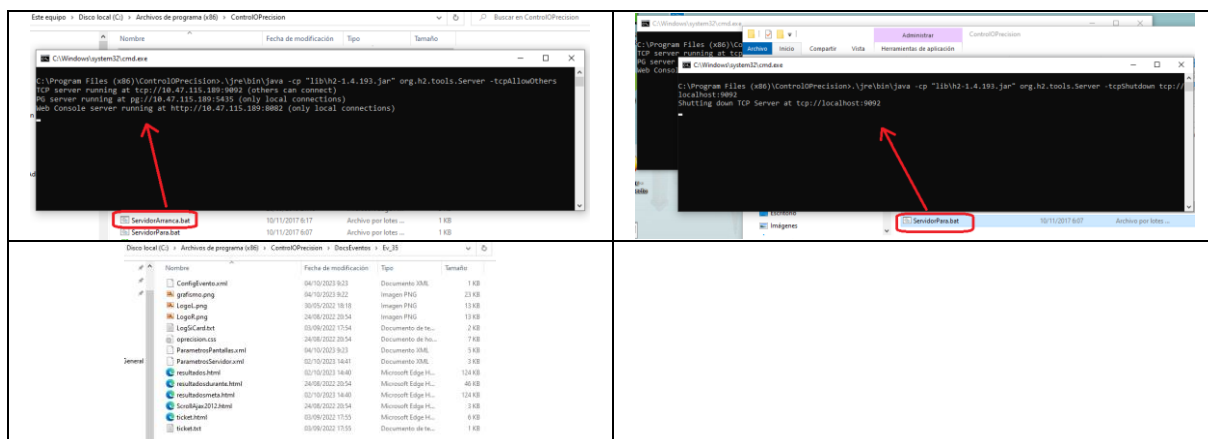 Este equipo > Disco local (C:) > Archivos de programa (x86) > ControlOPrecision
Buscar en ControlOPrecision
Nombre Fecha de modificación Tipo Tamaño
C:\Windows\system32\cmd.exe
C:\Program Files (x86)\ControlOPrecision>.\jre\bin\java -cp "lib\h2-1.4.193.jar" org.h2.tools.Server -tcpAllowOthers
TCP server running at tcp://10.47.115.189:9092 (others can connect)
PG server running at pg://10.47.115.189:5435 (only local connections)
Web Console server running at http://10.47.115.189:8082 (only local connections)
ServidorArranca.bat 10/11/2017 6:17 Archivo por lotes ... 1 KB
ServidorPara.bat 10/11/2017 6:07 Archivo por lotes ... 1 KB
C:\Windows\system32\cmd.exe
Administrar ControlOPrecision
Archivo Inicio Compartir Vista Herramientas de aplicación
C:\Program Files (x86)\Co
TCP server running at tcp
PG server
Web Consol
C:\Windows\system32\cmd.exe
C:\Program Files (x86)\ControlOPrecision>.\jre\bin\java -cp "lib\h2-1.4.193.jar" org.h2.tools.Server -tcpShutdown tcp://
localhost:9092
Shutting down TCP Server at tcp://localhost:9092
Escritorio
Imágenes
ServidorPara.bat 10/11/2017 6:07 Archivo por lotes ...
Disco local (C:) > Archivos de programa (x86) > ControlOPrecision > DocsEventos > Ev_35
Nombre Fecha de modificación Tipo Tamaño
ConfigEvento.xml 04/10/2023 9:23 Documento XML 1 KB
grafismo.png 04/10/2023 9:22 Imagen PNG 23 KB
LogoL.png 30/05/2022 18:18 Imagen PNG 13 KB
LogoR.png 24/08/2022 20:54 Imagen PNG 13 KB
LogSiCard.txt 03/09/2022 17:54 Documento de te... 2 KB
oprecision.css 24/08/2022 20:54 Documento de ho... 7 KB
ParametrosPantallas.xml 04/10/2023 9:23 Documento XML 5 KB
General
ParametrosServidor.xml 02/10/2023 14:41 Documento XML 3 KB
resultados.html 02/10/2023 14:40 Microsoft Edge H... 124 KB
resultadosdurante.html 24/08/2022 20:54 Microsoft Edge H... 46 KB
resultadosmeta.html 02/10/2023 14:40 Microsoft Edge H... 124 KB
ScrollAjax2012.html 24/08/2022 20:54 Microsoft Edge H... 3 KB
ticket.html 03/09/2022 17:55 Microsoft Edge H... 6 KB
ticket.txt 03/09/2022 17:55 Documento de te... 1 KB